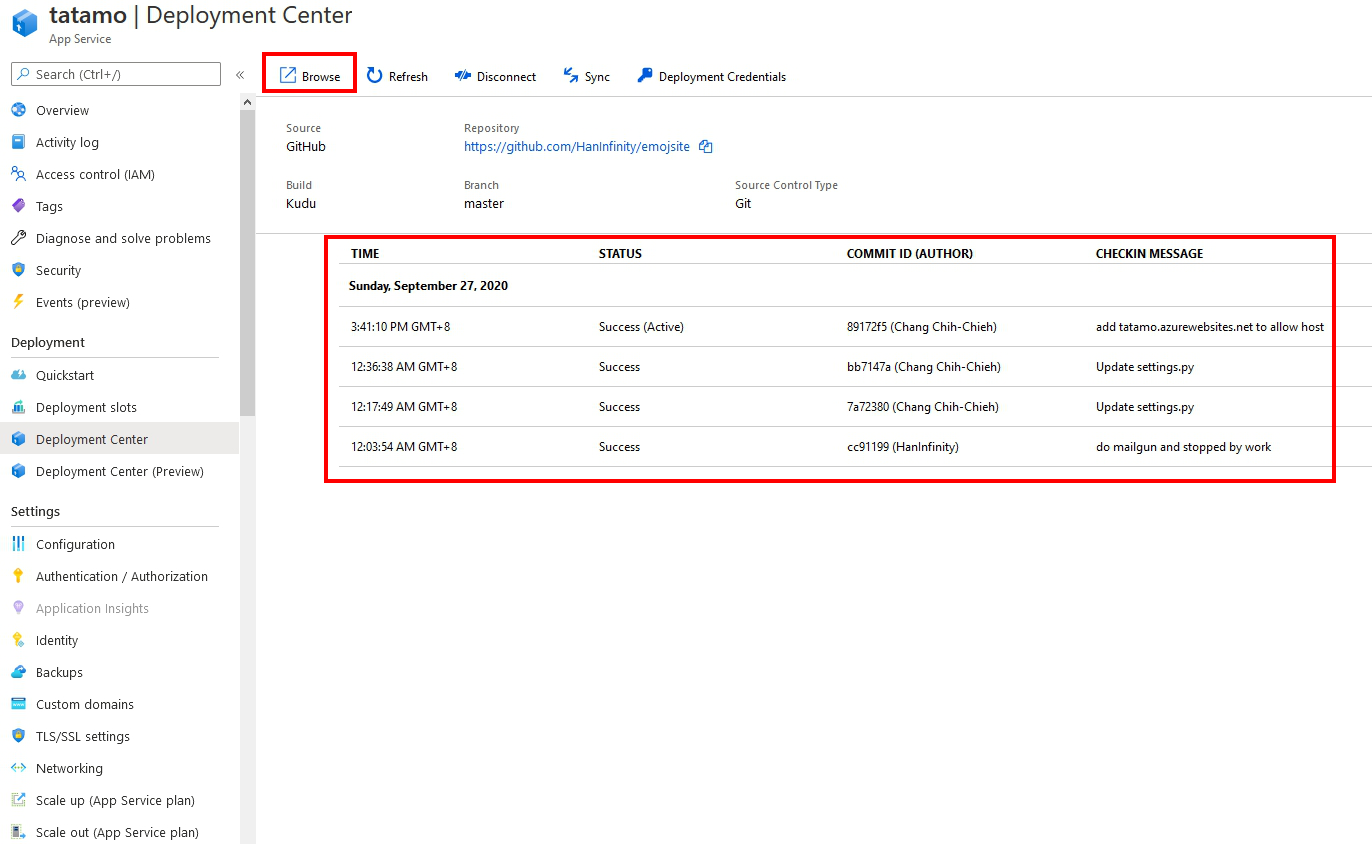 tatamo | Deployment Center
App Service
Search (Ctrl+/)
«
Overview
Activity log
Access control (IAM)
Tags
Diagnose and solve problems
Security
Events (preview)
Deployment
Quickstart
Deployment slots
Deployment Center
Deployment Center (Preview)
Settings
Configuration
Authentication / Authorization
Application Insights
Identity
Backups
Custom domains
TLS/SSL settings
Networking
Scale up (App Service plan)
Scale out (App Service plan)
Browse Refresh Disconnect Sync Deployment Credentials
Source Repository
GitHub https://github.com/HanInfinity/emojsite
Build Branch Source Control Type
Kudu master Git
TIME STATUS COMMIT ID (AUTHOR) CHECKIN MESSAGE
Sunday, September 27, 2020
3:41:10 PM GMT+8 Success (Active) 89172f5 (Chang Chih-Chieh) add tatamo.azurewebsites.net to allow host
12:36:38 AM GMT+8 Success bb7147a (Chang Chih-Chieh) Update settings.py
12:17:49 AM GMT+8 Success 7a72380 (Chang Chih-Chieh) Update settings.py
12:03:54 AM GMT+8 Success cc91199 (HanInfinity) do mailgun and stopped by work